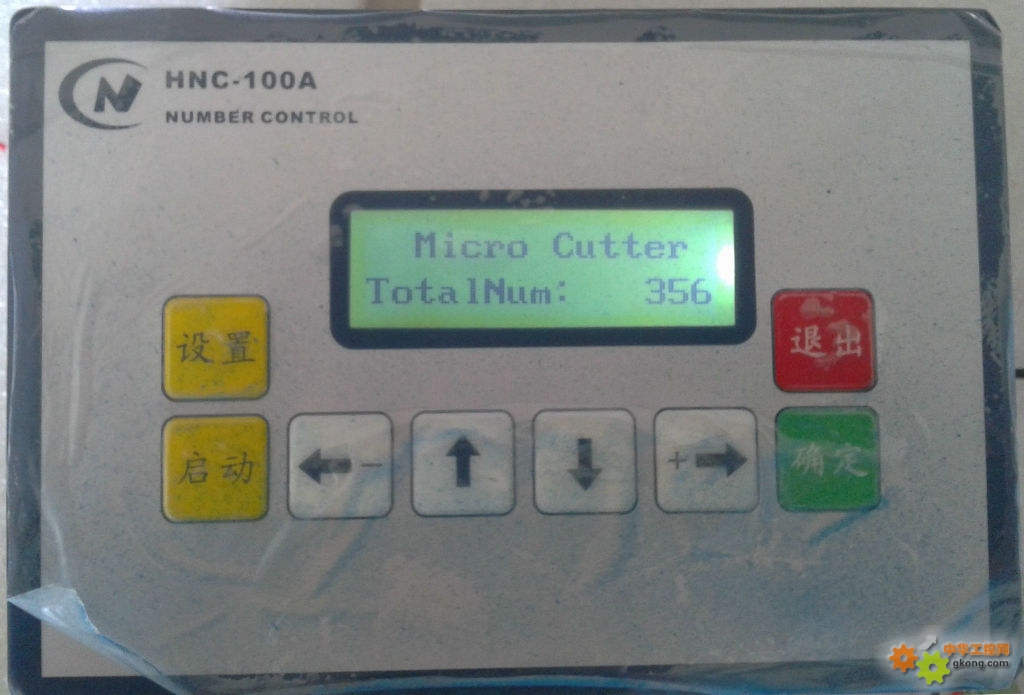 HNC-100A
NUMBER CONTROL
Micro Cutter
TotalNum: 356
设置
退出
启动
-
+
确定
中华工控网
gkong.com